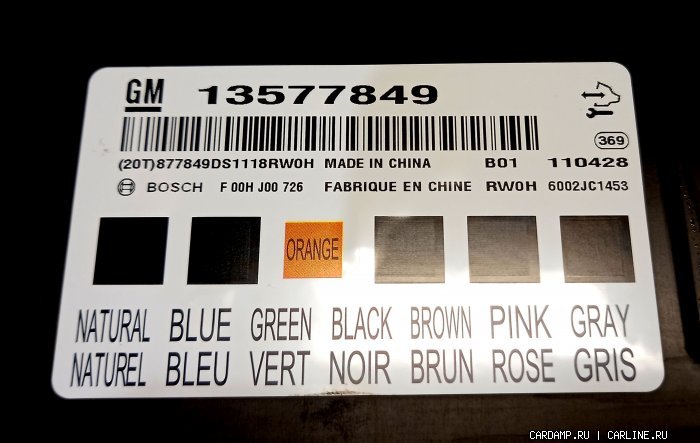 GM 13577849
369
(20T)877849DS1118RW0H MADE IN CHINA B01 110428
BOSCH F 00H J00 726 FABRIQUE EN CHINE RW0H 6002JC1453
ORANGE
NATURAL BLUE GREEN BLACK BROWN PINK GRAY
NATUREL BLEU VERT NOIR BRUN ROSE GRIS
CARDAMP.RU | CARLINE.RU